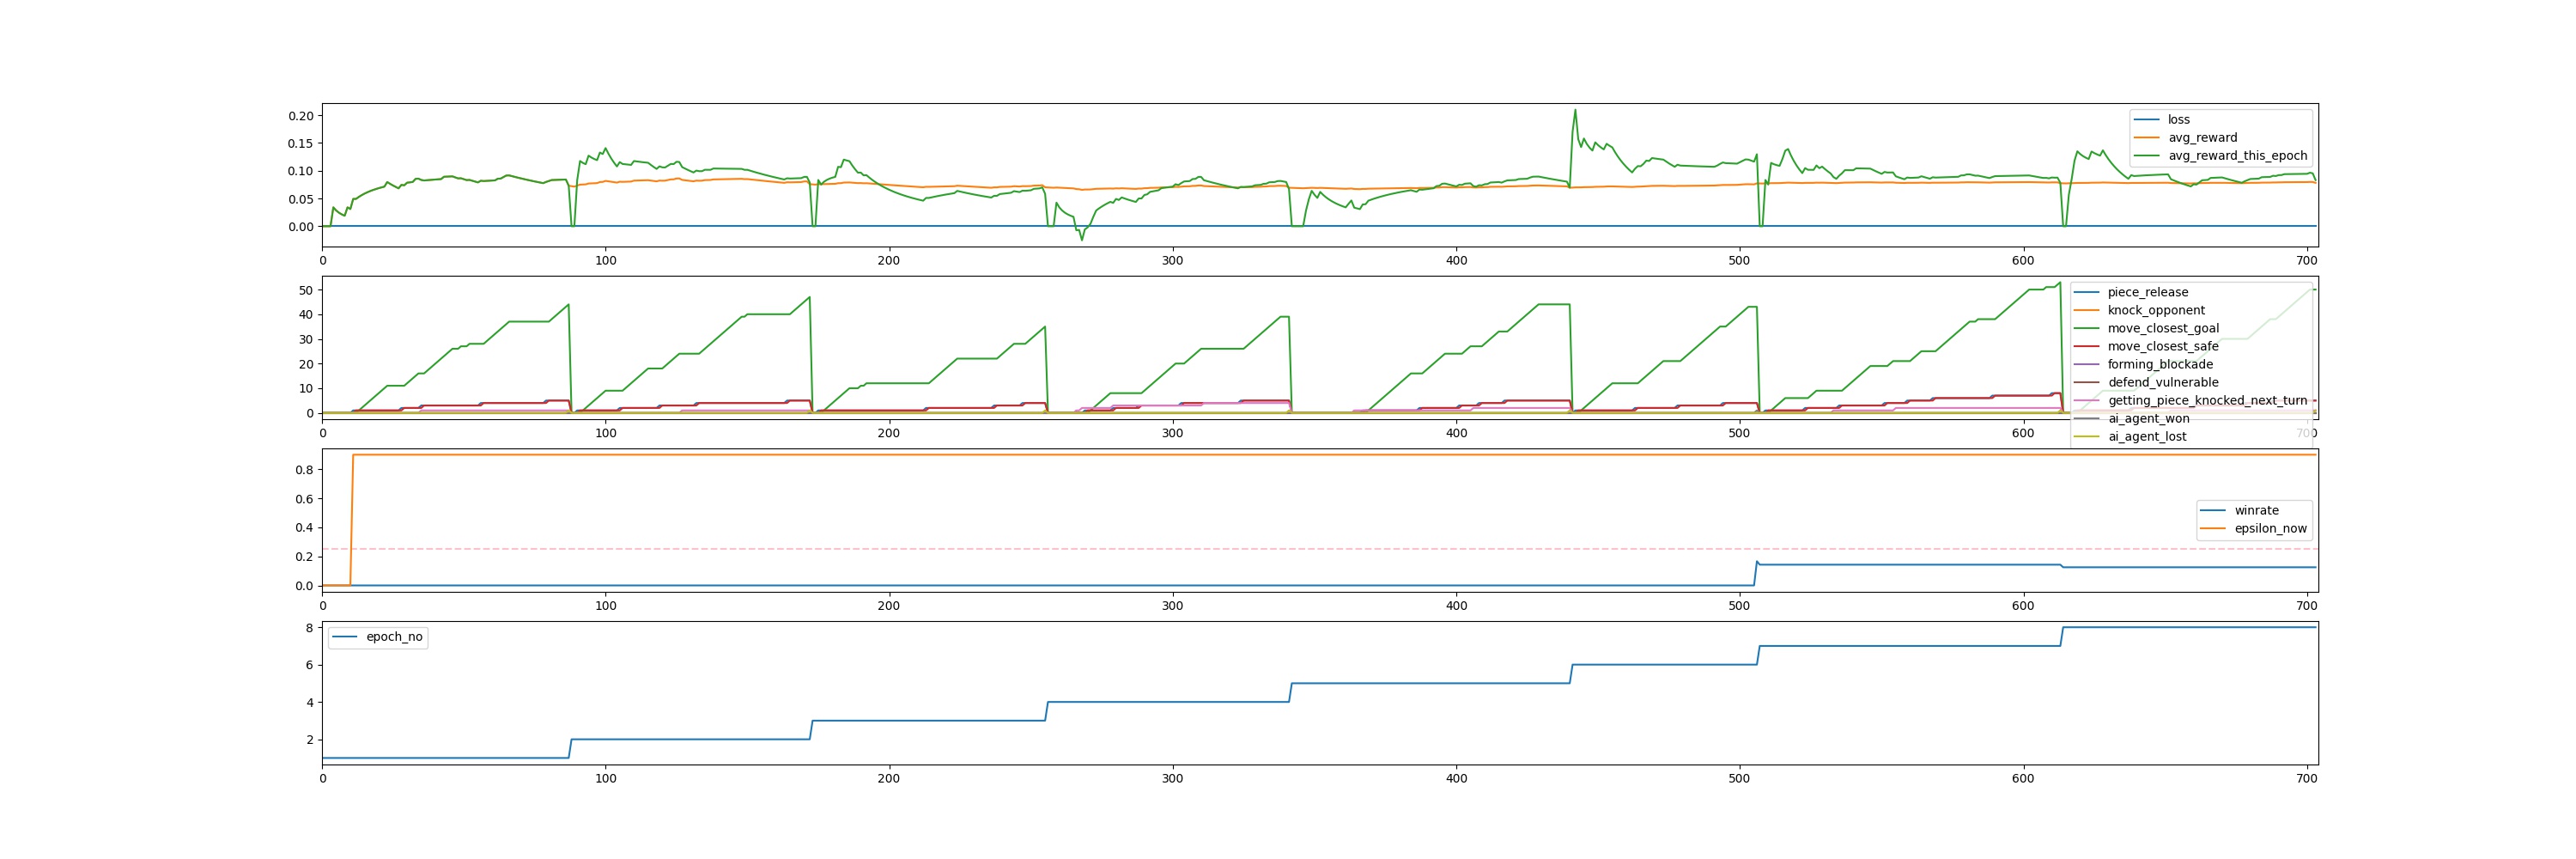 0.20
0.15
0.10
0.05
0.00
loss
avg_reward
avg_reward_this_epoch
0 100 200 300 400 500 600 700
50
40
30
20
10
0
piece_release
knock_opponent
move_closest_goal
move_closest_safe
forming_blockade
defend_vulnerable
getting_piece_knocked_next_turn
ai_agent_won
ai_agent_lost
0 100 200 300 400 500 600 700
0.8
0.6
0.4
0.2
0.0
winrate
epsilon_now
0 100 200 300 400 500 600 700
8
6
4
2
epoch_no
0 100 200 300 400 500 600 700